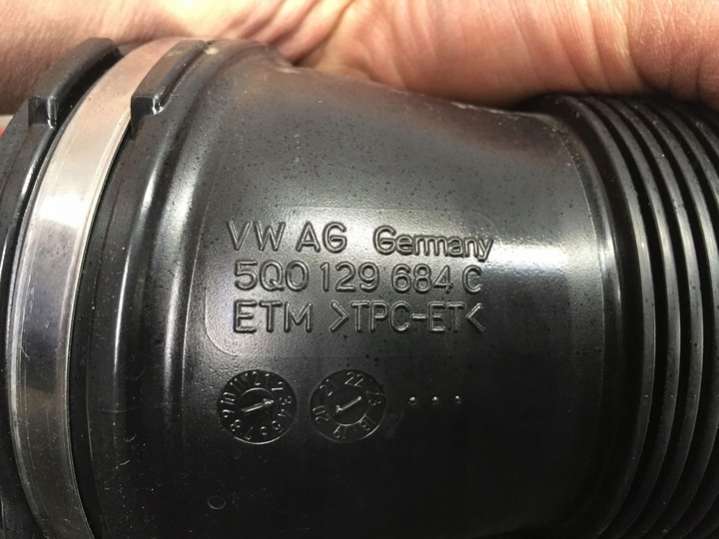 VW AG Germany
5Q0 129 684 C
ETM >TPC-ET<